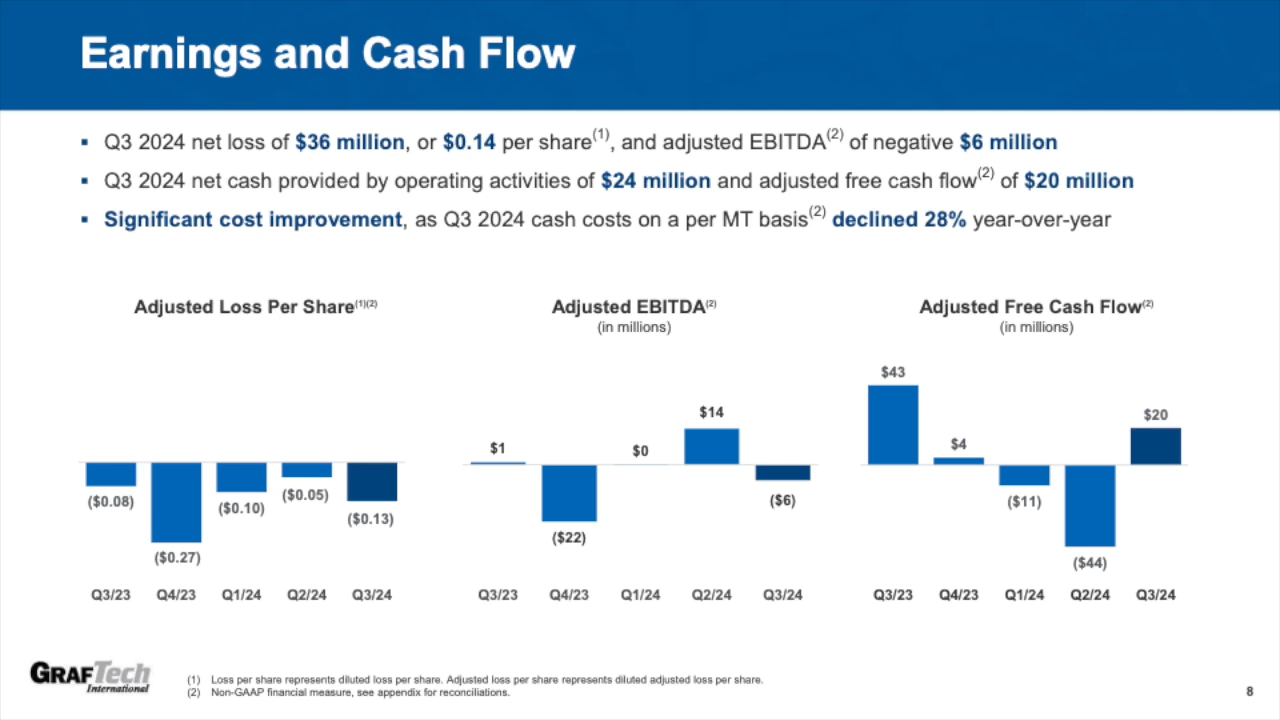 Earnings and Cash Flow
▪ Q3 2024 net loss of $36 million, or $0.14 per share(1), and adjusted EBITDA(2) of negative $6 million
▪ Q3 2024 net cash provided by operating activities of $24 million and adjusted free cash flow(2) of $20 million
▪ Significant cost improvement, as Q3 2024 cash costs on a per MT basis(2) declined 28% year-over-year
Adjusted Loss Per Share(1)(2)
($0.08)
($0.27)
($0.10)
($0.05)
($0.13)
Q3/23 Q4/23 Q1/24 Q2/24 Q3/24
Adjusted EBITDA(2)
(in millions)
$1
($22)
$0
$14
($6)
Q3/23 Q4/23 Q1/24 Q2/24 Q3/24
Adjusted Free Cash Flow(2)
(in millions)
$43
$4
($11)
($44)
$20
Q3/23 Q4/23 Q1/24 Q2/24 Q3/24
GRAFTech
International
(1) Loss per share represents diluted loss per share. Adjusted loss per share represents diluted adjusted loss per share.
(2) Non-GAAP financial measure, see appendix for reconciliations.
8